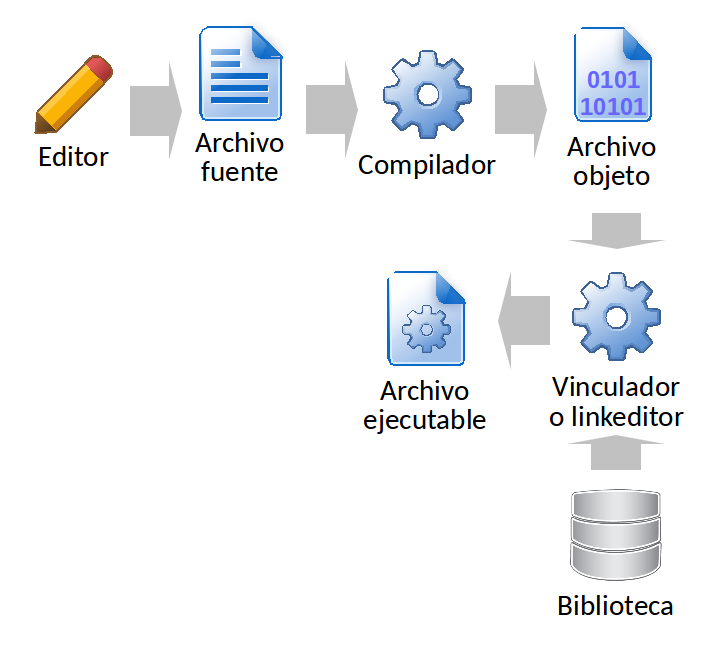 Editor
Archivo
fuente
Compilador
0101
10101
Archivo
objeto
Vinculador
o linkeditor
Archivo
ejecutable
Biblioteca